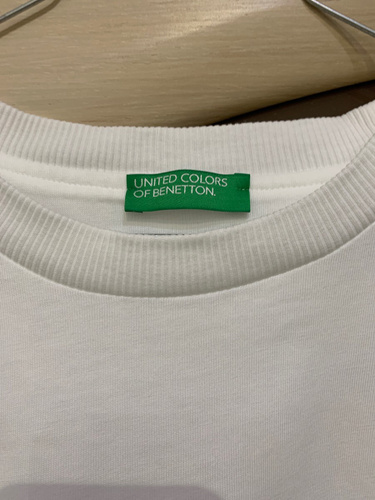 UNITED COLORS
OF BENETTON.